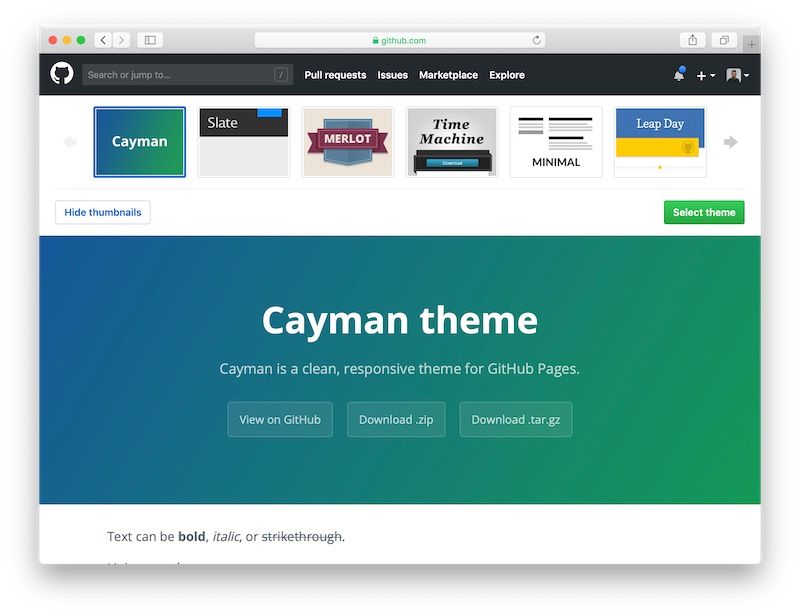 github.com
Search or jump to... /
Pull requests Issues Marketplace Explore
Cayman
Slate
MERLOT
Time
Machine
Download
MINIMAL
Leap Day
Hide thumbnails
Select theme
Cayman theme
Cayman is a clean, responsive theme for GitHub Pages.
View on GitHub
Download .zip
Download .tar.gz
Text can be bold, italic, or strikethrough.